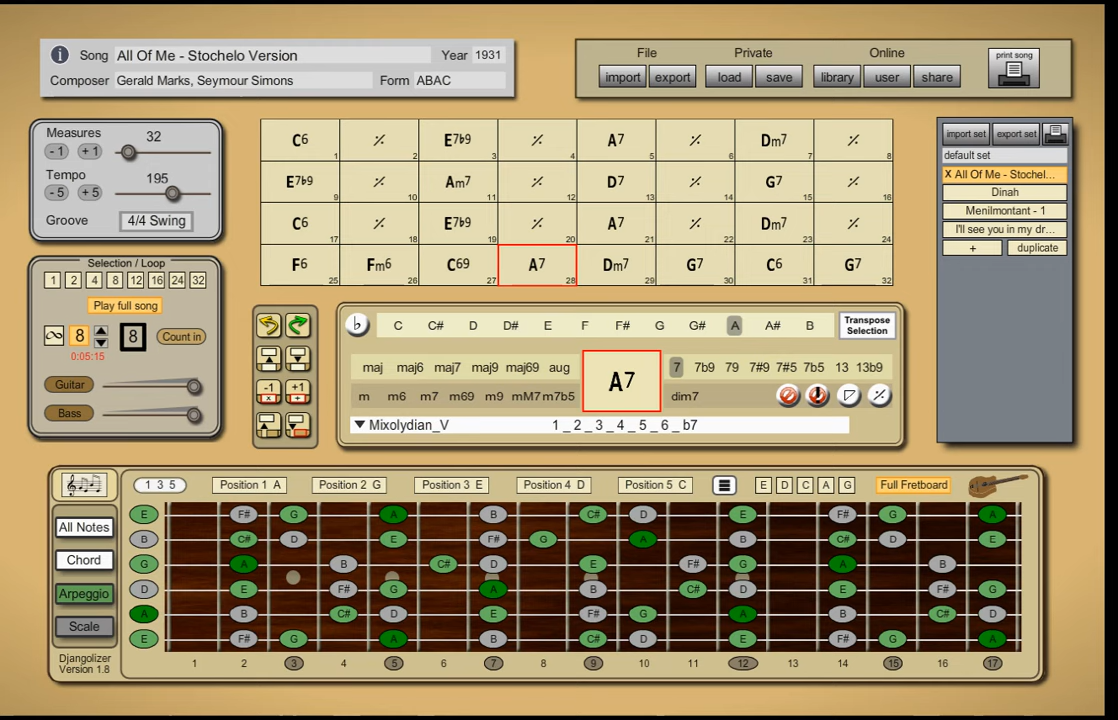 Song All Of Me - Stochelo Version Year 1931
Composer Gerald Marks, Seymour Simons Form ABAC
File Private Online
import export load save library user share
print song
Measures 32
- 1 + 1
Tempo 195
- 5 + 5
Groove 4/4 Swing
C6 1 ٪ 2 E7b9 3 ٪ 4 A7 5 ٪ 6 Dm7 7 ٪ 8
E7b9 9 ٪ 10 Am7 11 ٪ 12 D7 13 ٪ 14 G7 15 ٪ 16
C6 17 ٪ 18 E7b9 19 ٪ 20 A7 21 ٪ 22 Dm7 23 ٪ 24
F6 25 Fm6 26 C69 27 A7 28 Dm7 29 G7 30 C6 31 G7 32
import set export set
default set
X All Of Me - Stochel...
Dinah
Menilmontant - 1
I'll see you in my dr...
+ duplicate
Selection / Loop
1 2 4 8 12 16 24 32
Play full song
8 8 Count in
0:05:15
Guitar
Bass
-1 +1
x +
♭ C C# D D# E F F# G G# A A# B Transpose
Selection
maj maj6 maj7 maj9 maj69 aug A7 7 7b9 79 7#9 7#5 7b5 13 13b9
m m6 m7 m69 m9 mM7 m7b5 dim7 ٪
Mixolydian_V 1 _ 2 _ 3 _ 4 _ 5 _ 6 _ b7
1 3 5 Position 1 A Position 2 G Position 3 E Position 4 D Position 5 C E D C A G Full Fretboard
All Notes
Chord
Arpeggio
Scale
Djangolizer
Version 1.8
E F# G A B C# D E F# G A
B C# D E F# G A B C# D E
G A B C# D E F# G A B
D E F# G A B C# D E F# G
A B C# D E F# G A B C# D
E F# G A B C# D E F# G A
1 2 3 4 5 6 7 8 9 10 11 12 13 14 15 16 17